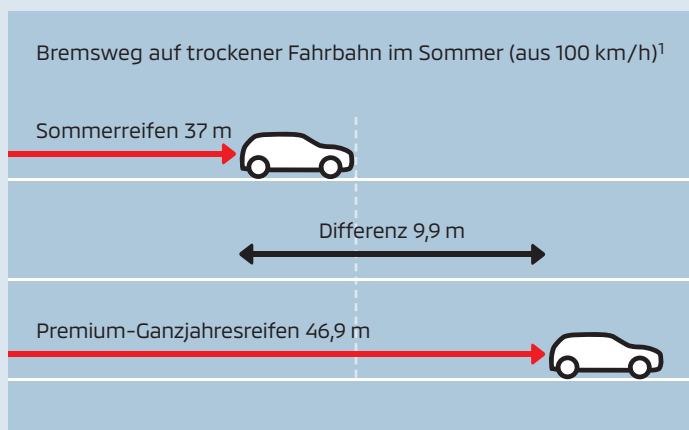 Bremsweg auf trockener Fahrbahn im Sommer (aus 100 km/h)¹
Sommerreifen 37 m
Differenz 9,9 m
Premium-Ganzjahresreifen 46,9 m